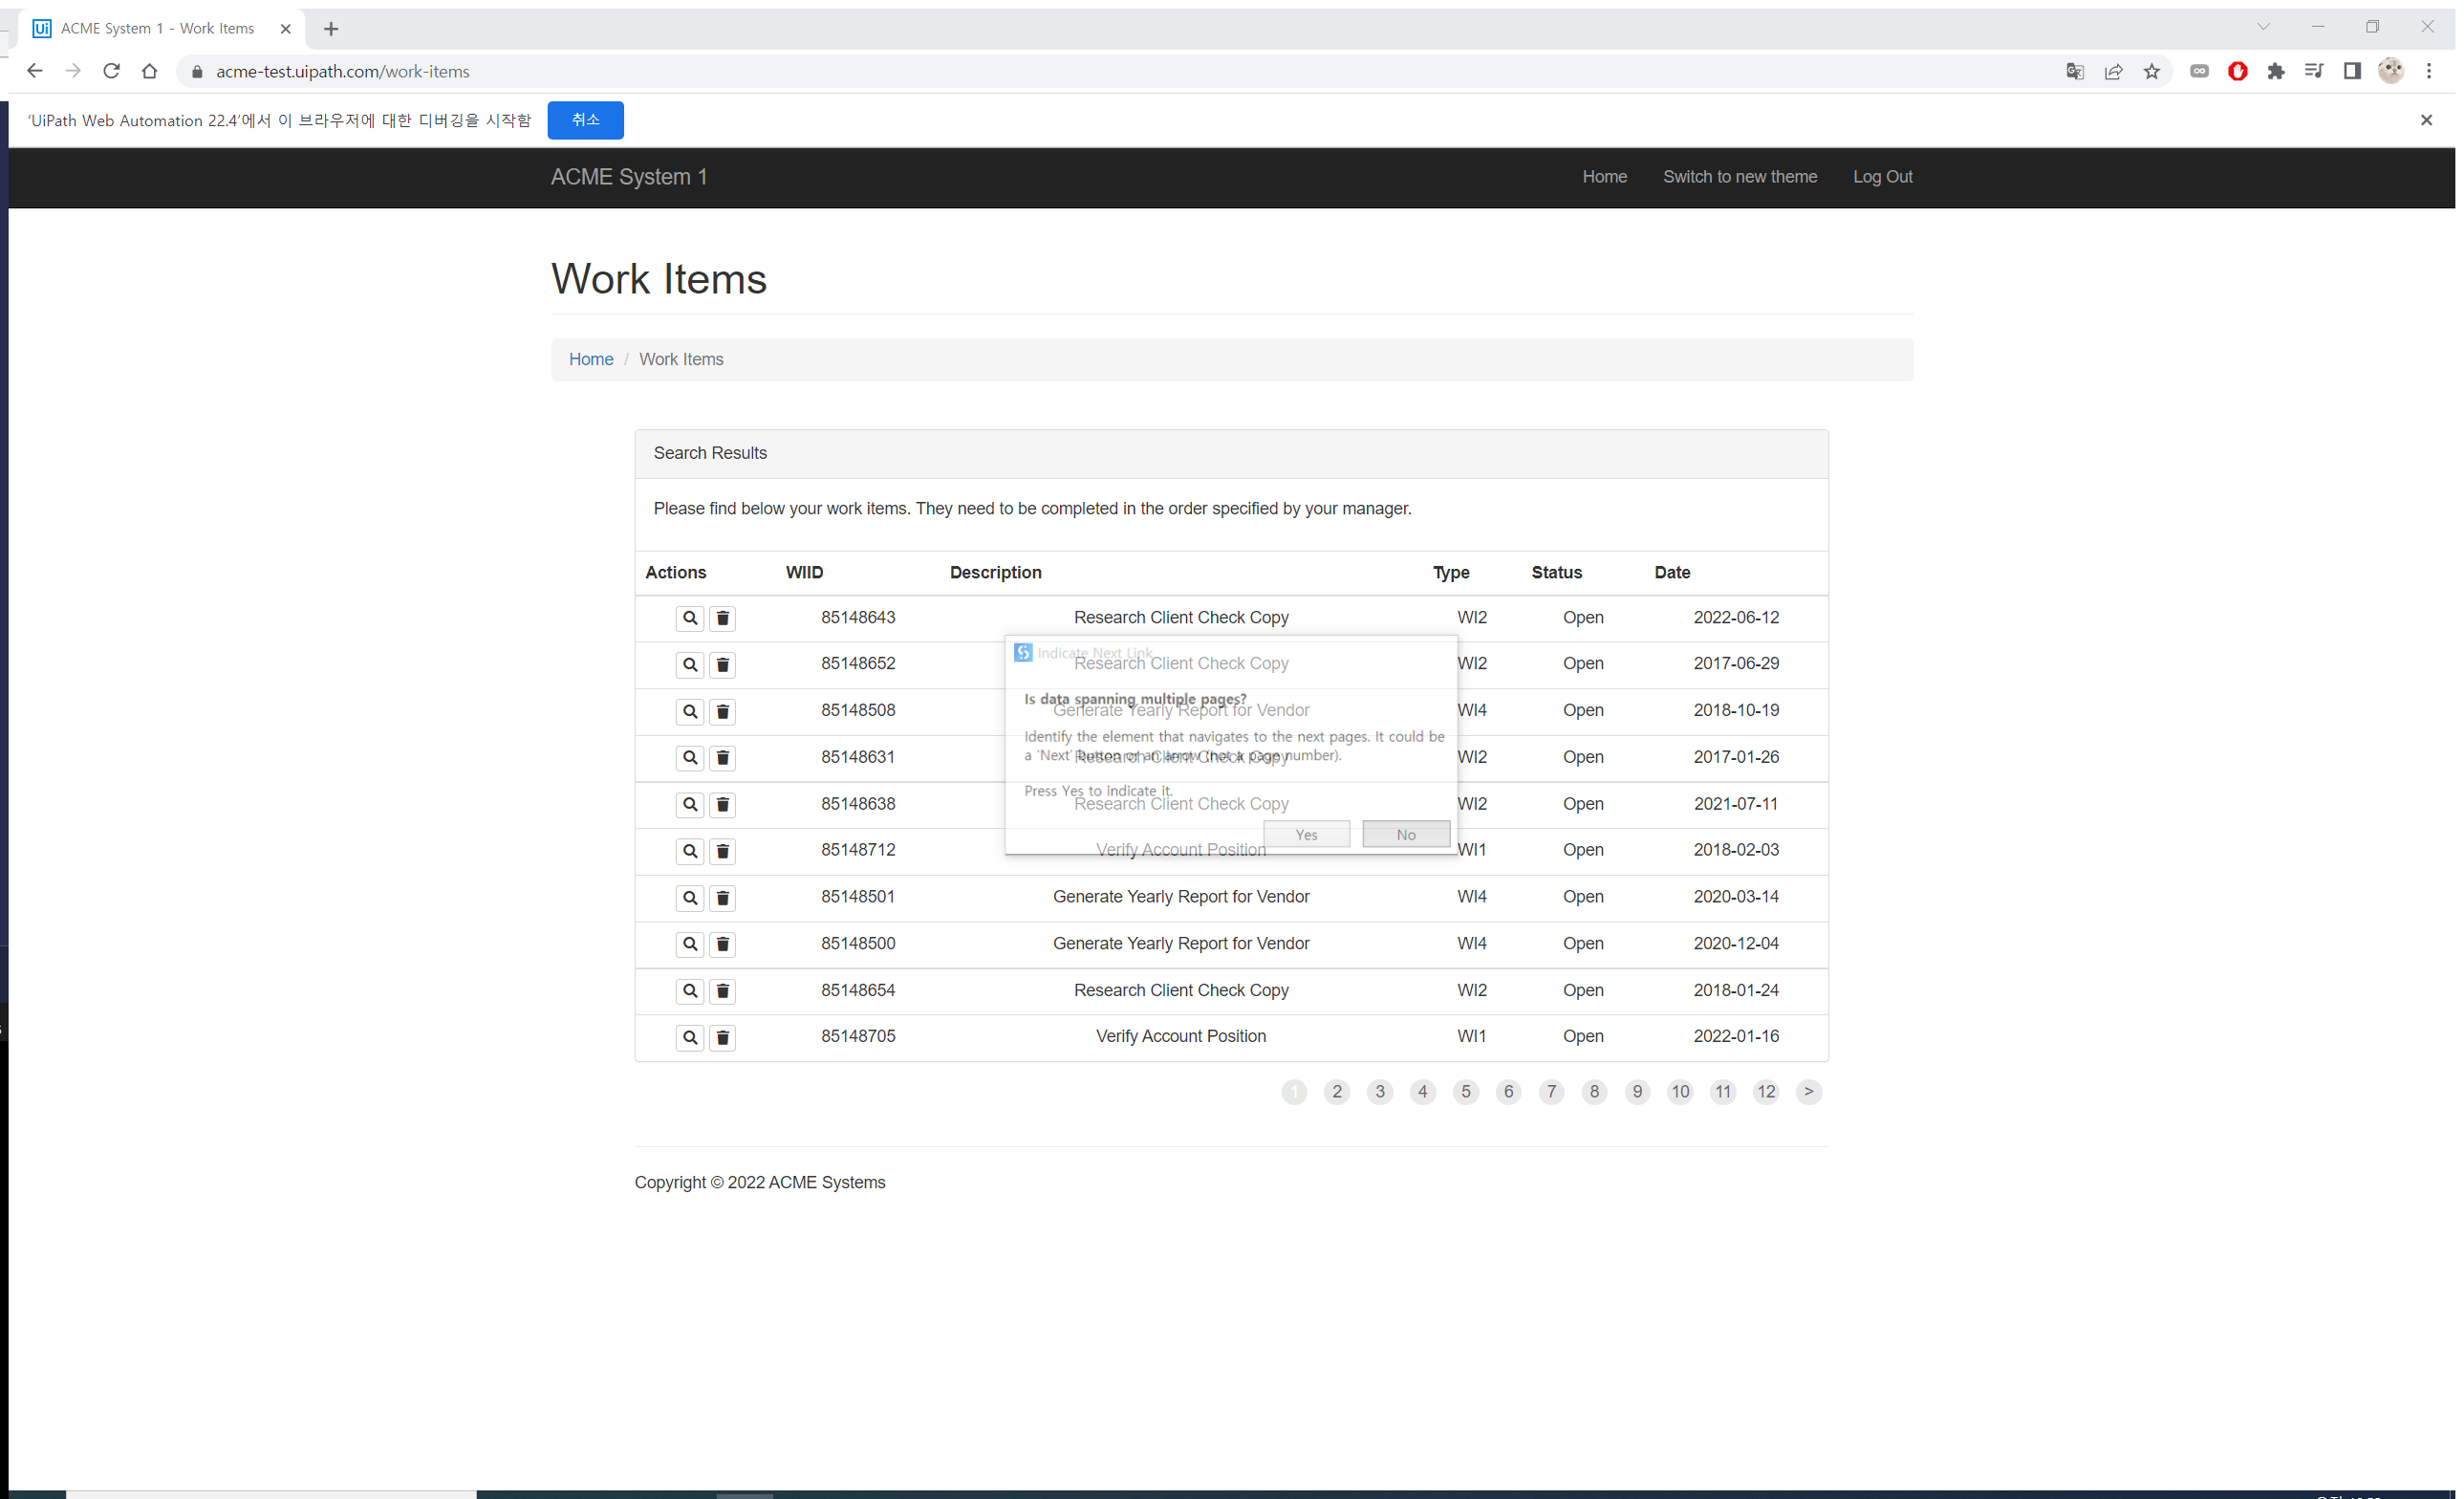 ACME System 1 - Work Items
acme-test.uipath.com/work-items
'UiPath Web Automation 22.4'에서 이 브라우저에 대한 디버깅을 시작함 취소
ACME System 1 Home Switch to new theme Log Out
Work Items
Home / Work Items
Search Results
Please find below your work items. They need to be completed in the order specified by your manager.
Actions WIID Description Type Status Date
85148643 Research Client Check Copy WI2 Open 2022-06-12
Indicate Next Link
85148652 Research Client Check Copy WI2 Open 2017-06-29
Is data spanning multiple pages?
85148508 Generate Yearly Report for Vendor WI4 Open 2018-10-19
Identify the element that navigates to the next pages. It could be
a 'Next' Button or an arrow (not a page number).
85148631 Research Client Check Copy WI2 Open 2017-01-26
Press Yes to indicate it.
85148638 Research Client Check Copy WI2 Open 2021-07-11
Yes No
85148712 Verify Account Position WI1 Open 2018-02-03
85148501 Generate Yearly Report for Vendor WI4 Open 2020-03-14
85148500 Generate Yearly Report for Vendor WI4 Open 2020-12-04
85148654 Research Client Check Copy WI2 Open 2018-01-24
85148705 Verify Account Position WI1 Open 2022-01-16
1 2 3 4 5 6 7 8 9 10 11 12 >
Copyright © 2022 ACME Systems